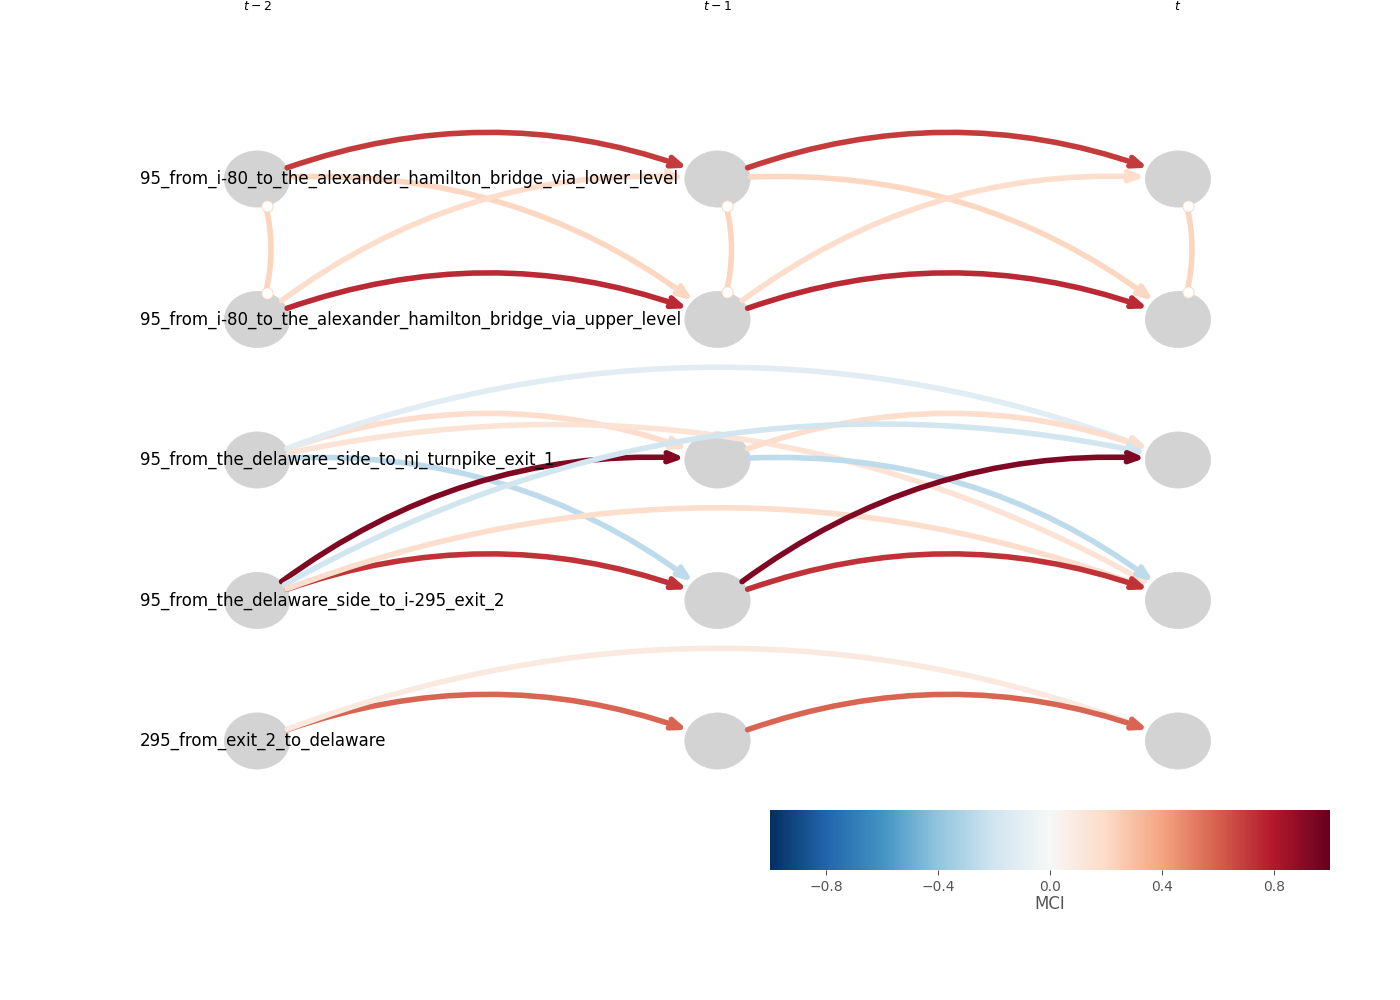 t − 2 t − 1 t
95_from_i-80_to_the_alexander_hamilton_bridge_via_lower_level
95_from_i-80_to_the_alexander_hamilton_bridge_via_upper_level
95_from_the_delaware_side_to_nj_turnpike_exit_1
95_from_the_delaware_side_to_i-295_exit_2
295_from_exit_2_to_delaware
−0.8 −0.4 0.0 0.4 0.8
MCI